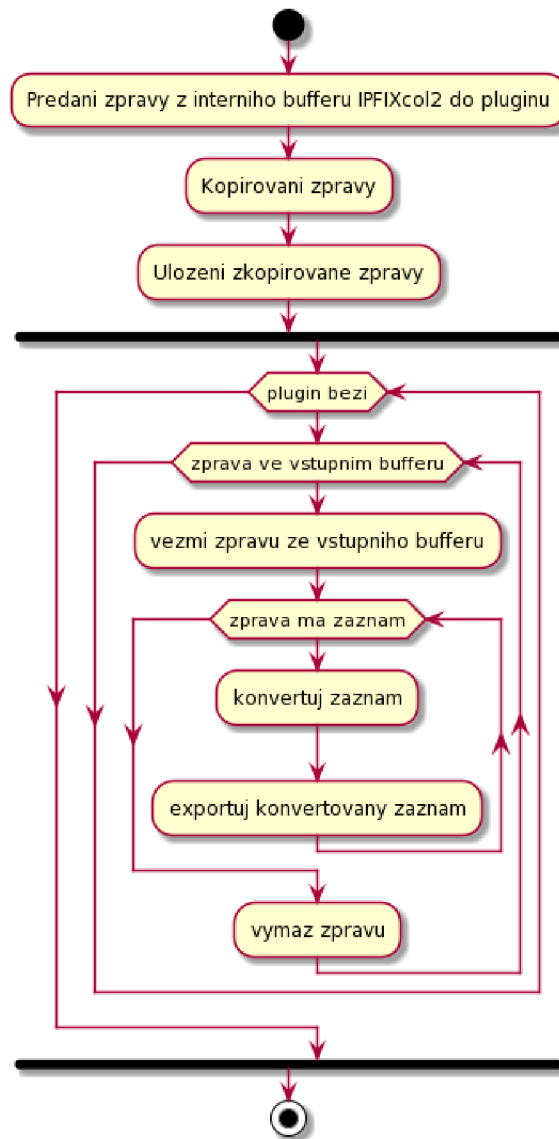 Predani zpravy z interniho bufferu IPFIXcol2 do pluginu
Kopirovani zpravy
Ulozeni zkopirovane zpravy
plugin bezi
zprava ve vstupnim bufferu
vezmi zpravu ze vstupniho bufferu
zprava ma zaznam
konvertuj zaznam
exportuj konvertovany zaznam
vymaz zpravu